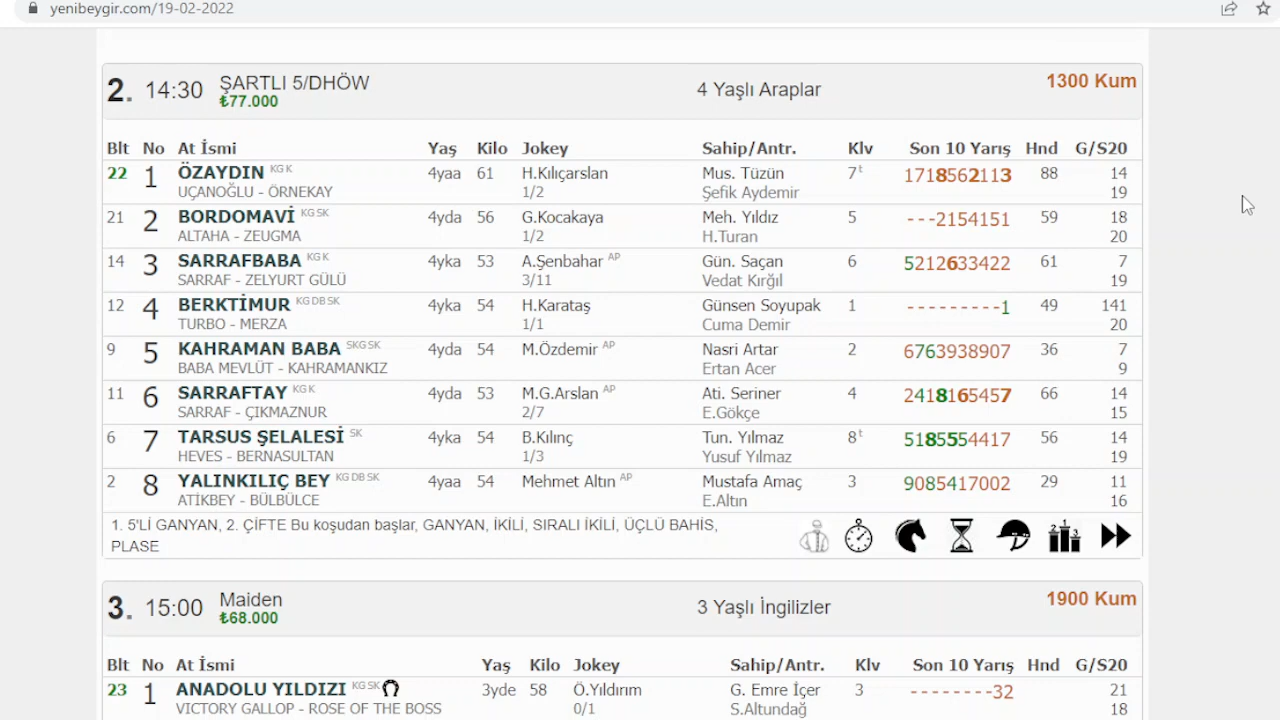 yenibeygir.com/19-02-2022
2. 14:30 ŞARTLI 5/DHÖW 4 Yaşlı Araplar 1300 Kum
₺77.000
Blt No At İsmi Yaş Kilo Jokey Sahip/Antr. Klv Son 10 Yarış Hnd G/S20
22 1 ÖZAYDIN KG K 4yaa 61 H.Kılıçarslan Mus. Tüzün 7t 1718562113 88 14
UÇANOĞLU - ÖRNEKAY 1/2 Şefik Aydemir 19
21 2 BORDOMAVİ KG SK 4yda 56 G.Kocakaya Meh. Yıldız 5 ---2154151 59 18
ALTAHA - ZEUGMA 1/2 H.Turan 20
14 3 SARRAFBABA KG K 4yka 53 A.Şenbahar AP Gün. Saçan 6 5212633422 61 7
SARRAF - ZELYURT GÜLÜ 3/11 Vedat Kırğıl 19
12 4 BERKTİMUR KG DB SK 4yka 54 H.Karataş Günsen Soyupak 1 ---------1 49 141
TURBO - MERZA 1/1 Cuma Demir 20
9 5 KAHRAMAN BABA SKG SK 4yda 54 M.Özdemir AP Nasri Artar 2 6763938907 36 7
BABA MEVLÜT - KAHRAMANKIZ Ertan Acer 9
11 6 SARRAFTAY KG K 4yda 53 M.G.Arslan AP Ati. Seriner 4 2418165457 66 14
SARRAF - ÇIKMAZNUR 2/7 E.Gökçe 15
6 7 TARSUS ŞELALESİ SK 4yka 54 B.Kılınç Tun. Yılmaz 8t 5185554417 56 14
HEVES - BERNASULTAN 1/3 Yusuf Yılmaz 19
2 8 YALINKILIÇ BEY KG DB SK 4yaa 54 Mehmet Altın AP Mustafa Amaç 3 9085417002 29 11
ATİKBEY - BÜLBÜLCE E.Altın 16
1. 5'Lİ GANYAN, 2. ÇİFTE Bu koşudan başlar, GANYAN, İKİLİ, SIRALI İKİLİ, ÜÇLÜ BAHİS,
PLASE
2 1 3
3. 15:00 Maiden 3 Yaşlı İngilizler 1900 Kum
₺68.000
Blt No At İsmi Yaş Kilo Jokey Sahip/Antr. Klv Son 10 Yarış Hnd G/S20
23 1 ANADOLU YILDIZI KG SK 3yde 58 Ö.Yıldırım G. Emre İçer 3 --------32 21
VICTORY GALLOP - ROSE OF THE BOSS 0/1 S.Altundağ 18